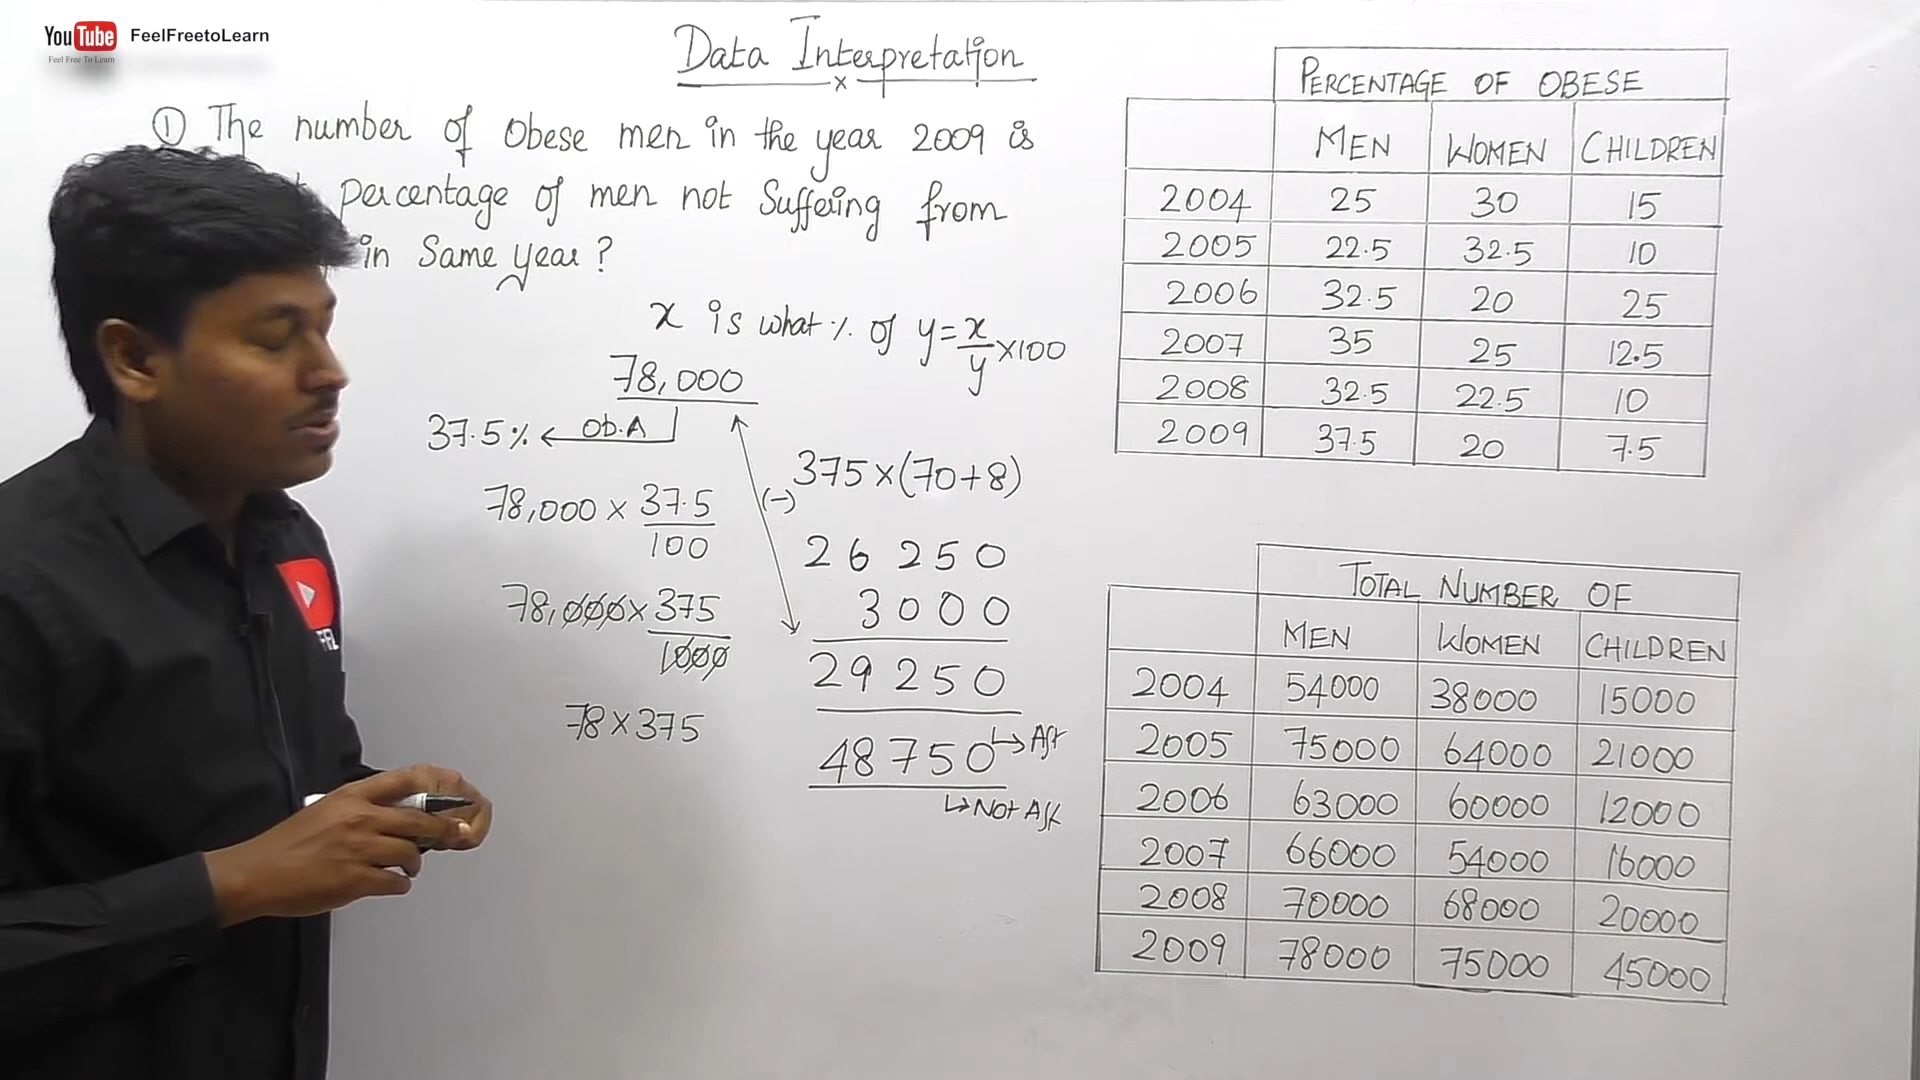 YouTube FeelFreetoLearn
Feel Free To Learn
Data Interpretation
x
① The number of Obese men in the year 2009 is
percentage of men not Suffering from
in Same year ?
x is what % of y = x/y × 100
78,000
37.5% ← Ob.A
78,000 × 37.5/100
78,000 × 375/1000
78 × 375
(-)
375 × (70+8)
26 250
3000
29250
↳ Aff
48750
↳ Not Aff
PERCENTAGE OF OBESE
MEN WOMEN CHILDREN
2004 25 30 15
2005 22.5 32.5 10
2006 32.5 20 25
2007 35 25 12.5
2008 32.5 22.5 10
2009 37.5 20 7.5
TOTAL NUMBER OF
MEN WOMEN CHILDREN
2004 54000 38000 15000
2005 75000 64000 21000
2006 63000 60000 12000
2007 66000 54000 16000
2008 70000 68000 20000
2009 78000 75000 45000